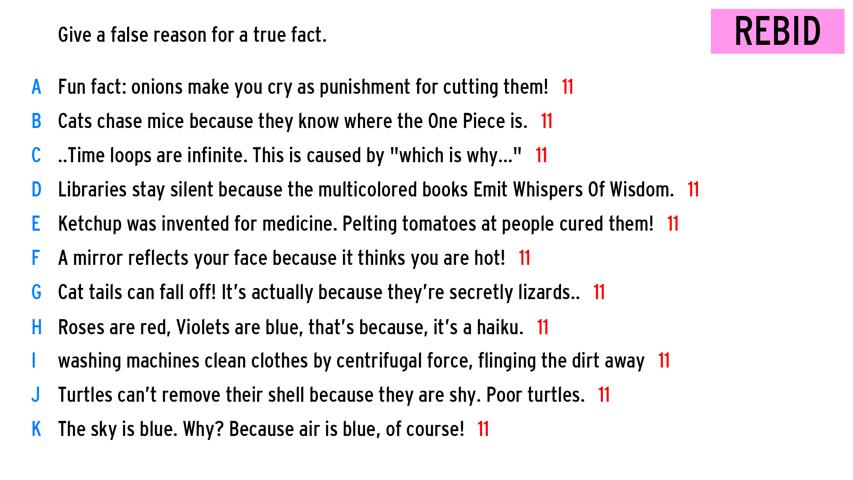 Give a false reason for a true fact.
REBID
A Fun fact: onions make you cry as punishment for cutting them! 11
B Cats chase mice because they know where the One Piece is. 11
C ..Time loops are infinite. This is caused by "which is why..." 11
D Libraries stay silent because the multicolored books Emit Whispers Of Wisdom. 11
E Ketchup was invented for medicine. Pelting tomatoes at people cured them! 11
F A mirror reflects your face because it thinks you are hot! 11
G Cat tails can fall off! It's actually because they're secretly lizards.. 11
H Roses are red, Violets are blue, that's because, it's a haiku. 11
I washing machines clean clothes by centrifugal force, flinging the dirt away 11
J Turtles can't remove their shell because they are shy. Poor turtles. 11
K The sky is blue. Why? Because air is blue, of course! 11